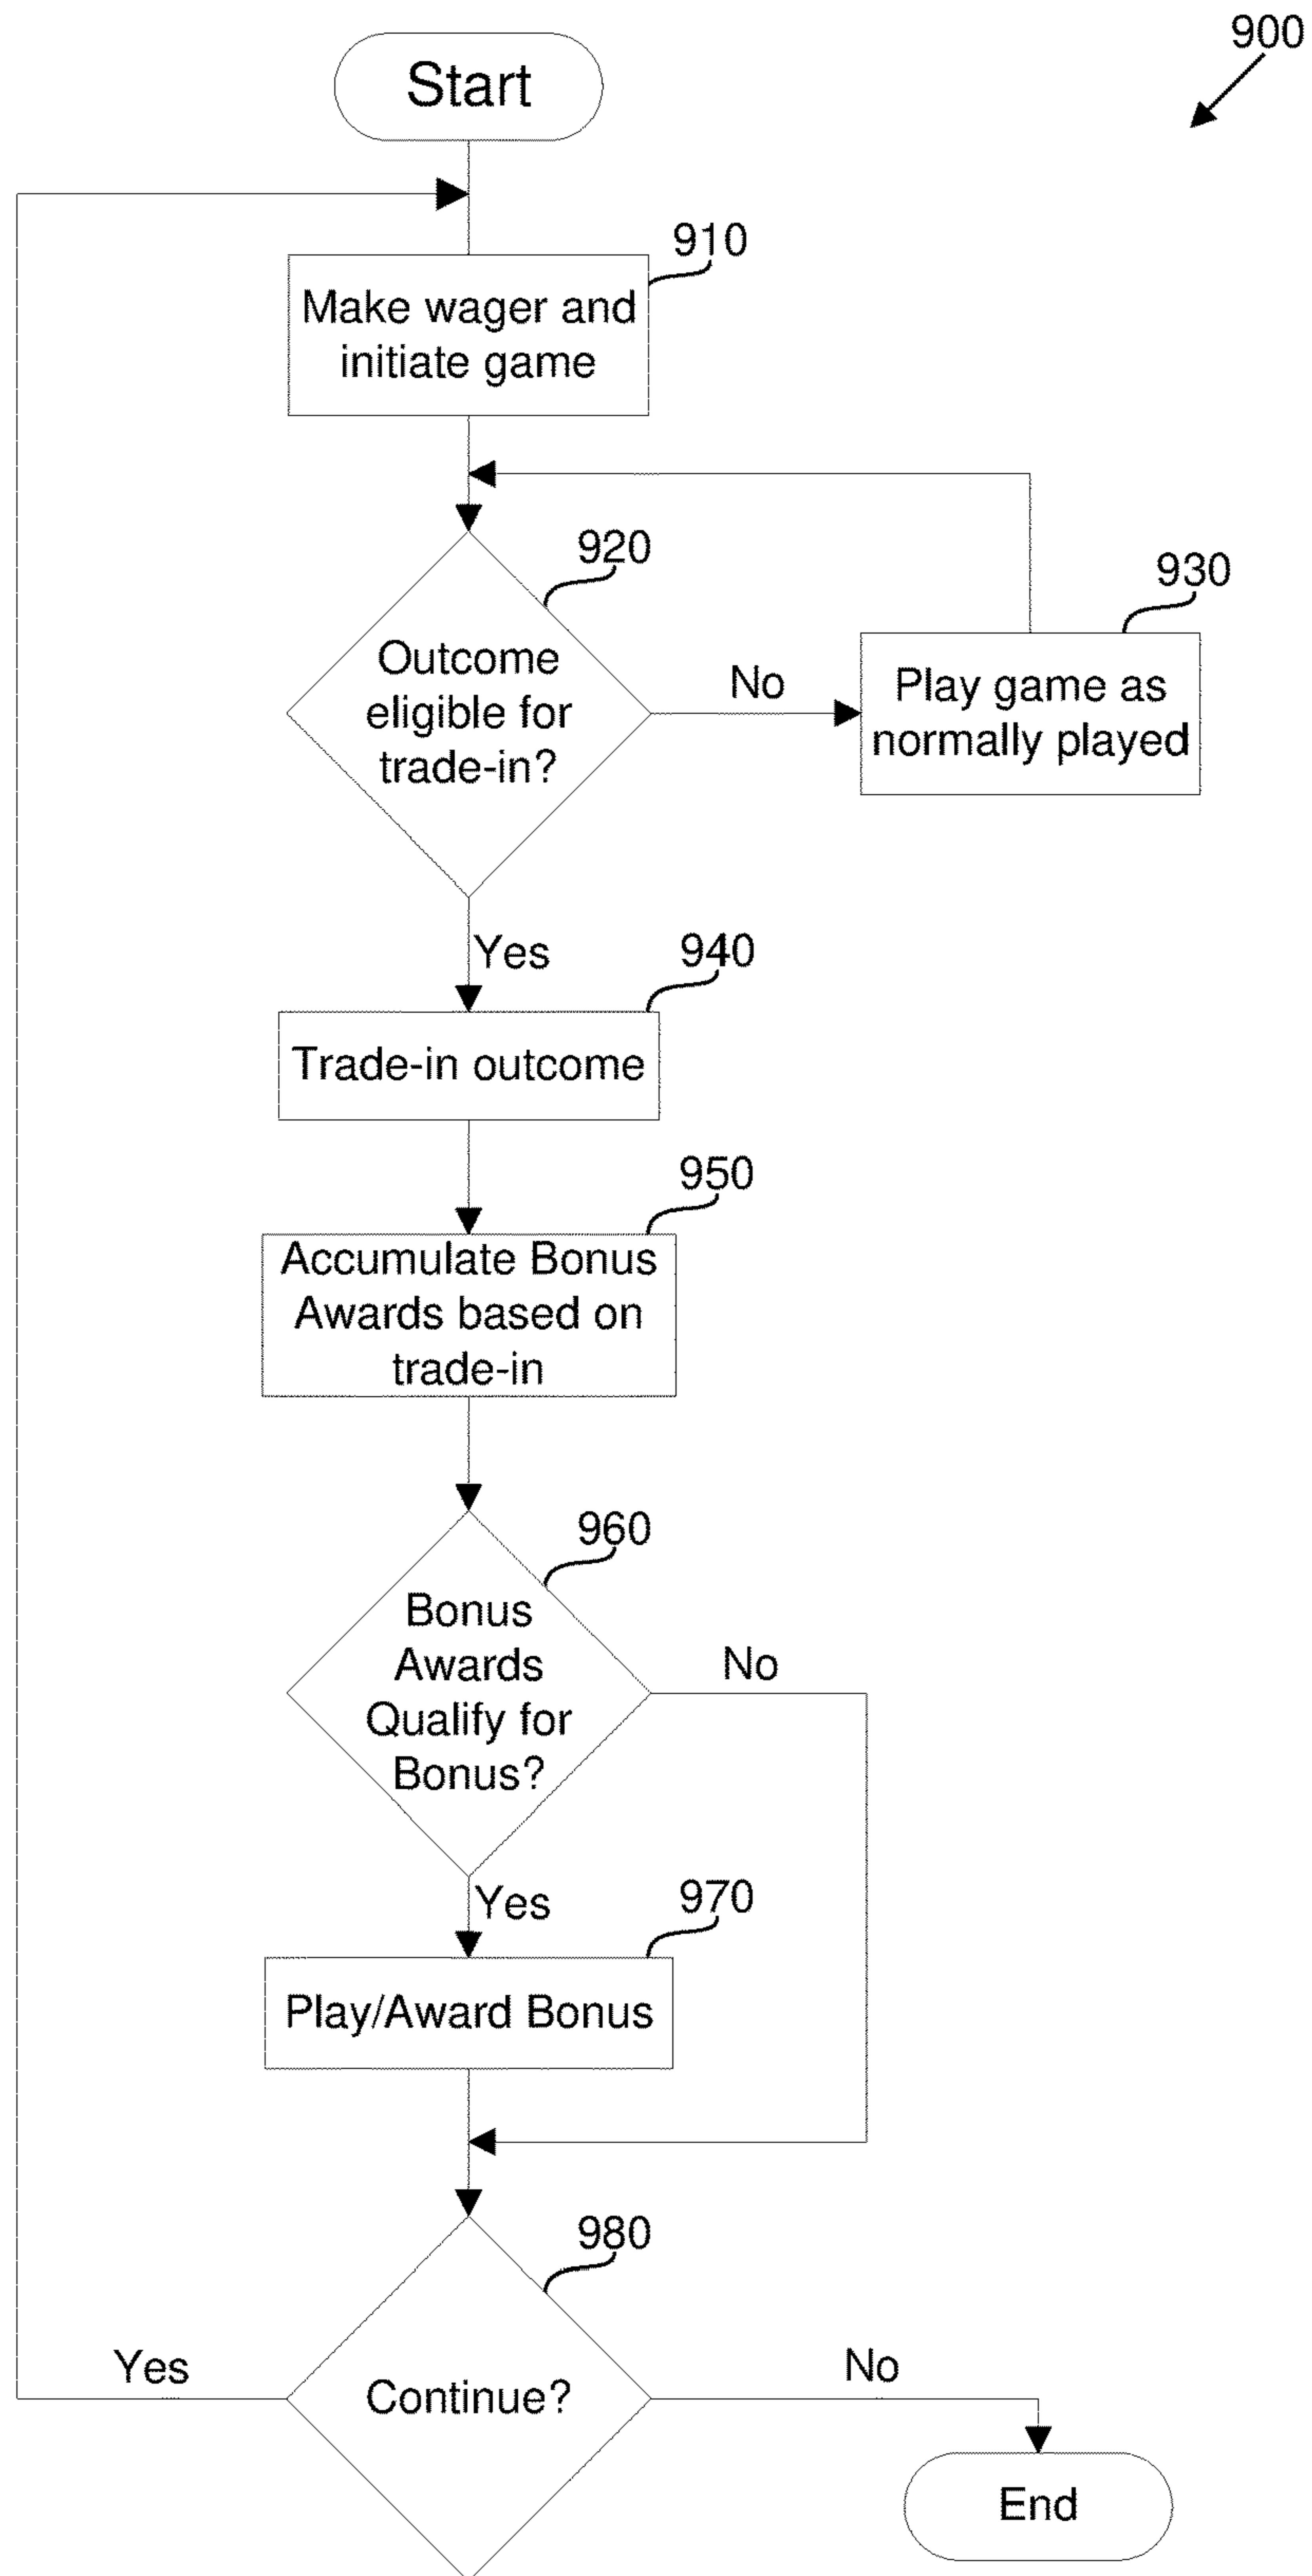 900
Start
910
Make wager and
initiate game
920
Outcome
eligible for
trade-in?
No
930
Play game as
normally played
Yes
940
Trade-in outcome
950
Accumulate Bonus
Awards based on
trade-in
960
Bonus
Awards
Qualify for
Bonus?
No
Yes
970
Play/Award Bonus
980
Continue?
Yes
No
End